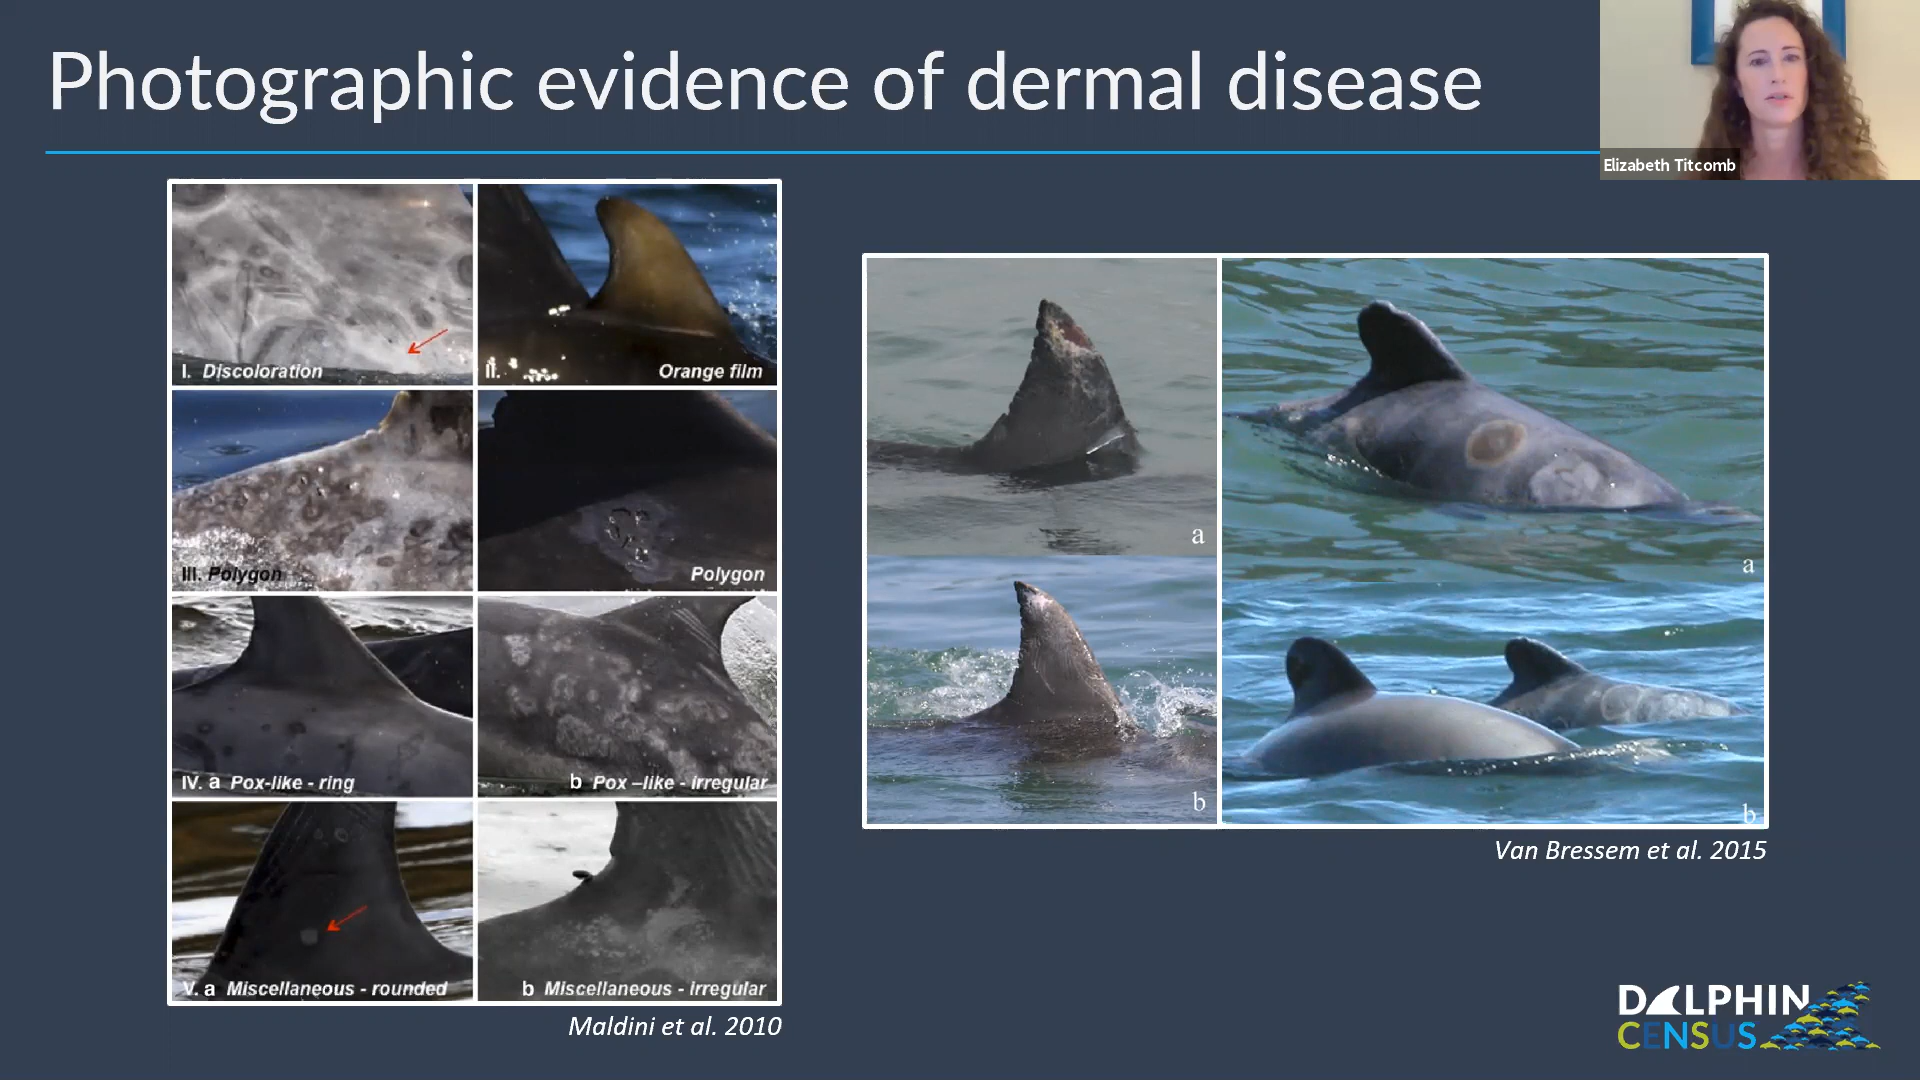 Photographic evidence of dermal disease
Elizabeth Titcomb
I. Discoloration
II. Orange film
III. Polygon
Polygon
IV. a Pox-like - ring
b Pox –like - irregular
V. a Miscellaneous - rounded
b Miscellaneous - irregular
Maldini et al. 2010
a
a
b
b
Van Bressem et al. 2015
DOLPHIN
CENSUS